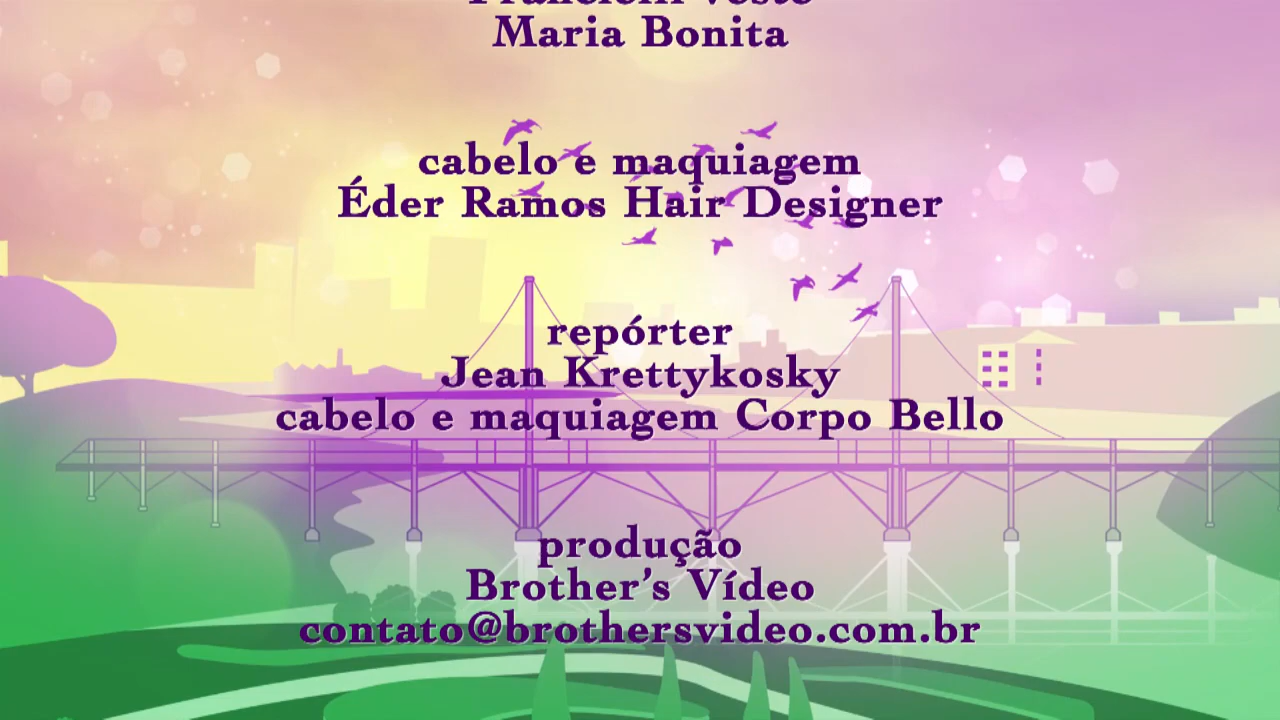 Maria Bonita
cabelo e maquiagem
Éder Ramos Hair Designer
repórter
Jean Krettykosky
cabelo e maquiagem Corpo Bello
produção
Brother’s Vídeo
contato@brothersvideo.com.br